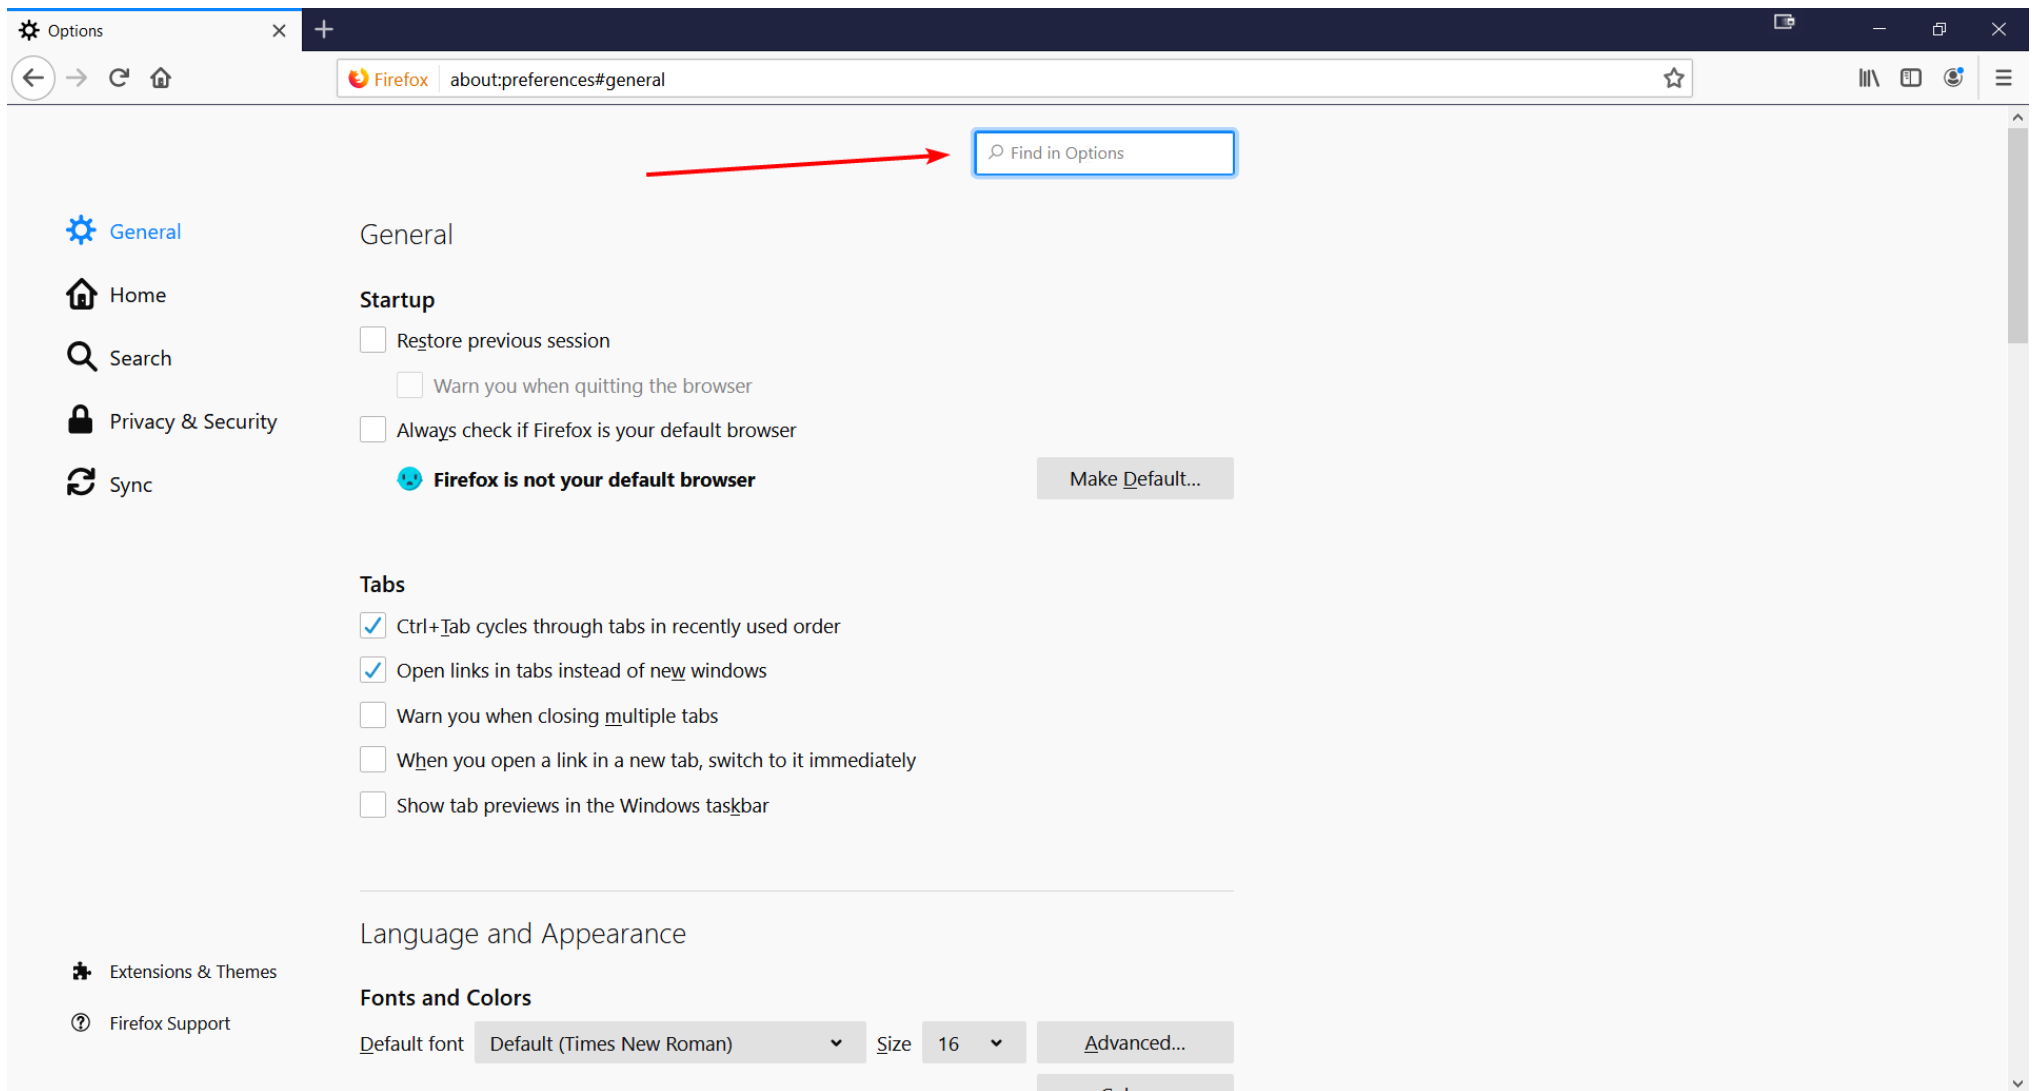 Options
Firefox about:preferences#general
Find in Options
General
Home
Search
Privacy & Security
Sync
Extensions & Themes
Firefox Support
General
Startup
Restore previous session
Warn you when quitting the browser
Always check if Firefox is your default browser
Firefox is not your default browser Make Default...
Tabs
Ctrl+Tab cycles through tabs in recently used order
Open links in tabs instead of new windows
Warn you when closing multiple tabs
When you open a link in a new tab, switch to it immediately
Show tab previews in the Windows taskbar
Language and Appearance
Fonts and Colors
Default font Default (Times New Roman) Size 16 Advanced...